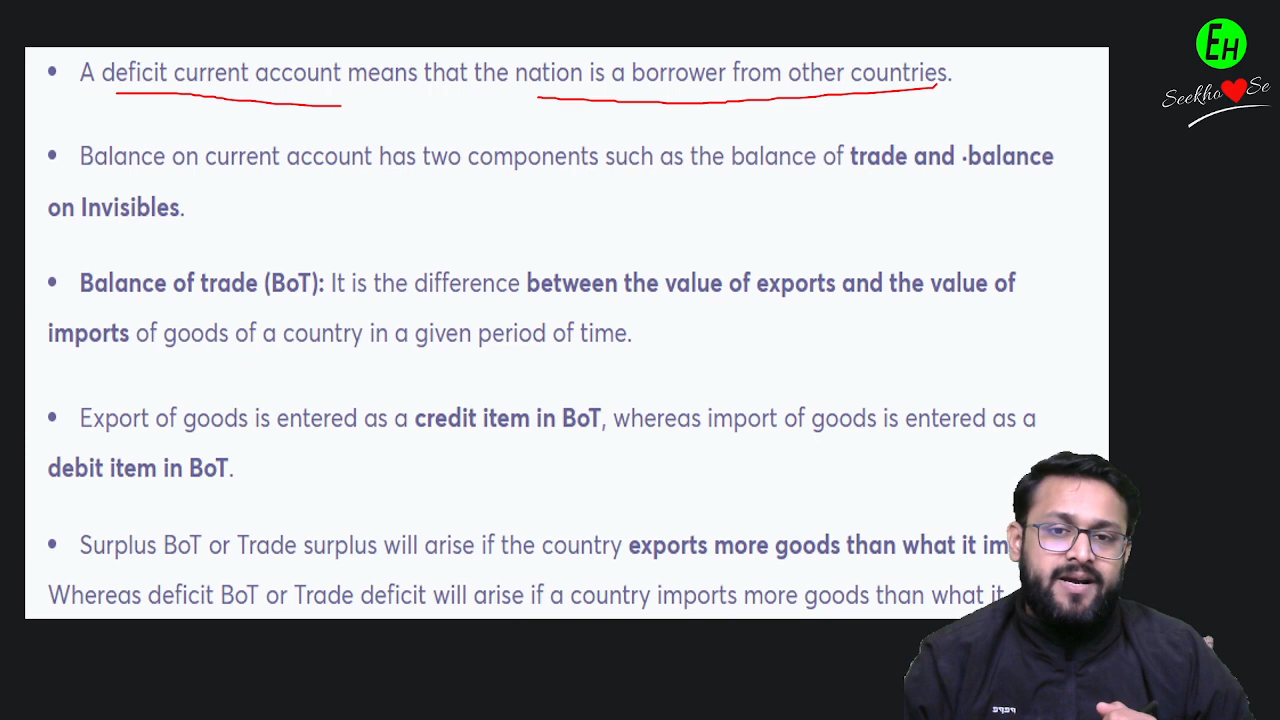 EH
Seekho Se
• A deficit current account means that the nation is a borrower from other countries.
• Balance on current account has two components such as the balance of trade and ·balance
on Invisibles.
• Balance of trade (BoT): It is the difference between the value of exports and the value of
imports of goods of a country in a given period of time.
• Export of goods is entered as a credit item in BoT, whereas import of goods is entered as a
debit item in BoT.
• Surplus BoT or Trade surplus will arise if the country exports more goods than what it im
Whereas deficit BoT or Trade deficit will arise if a country imports more goods than what it